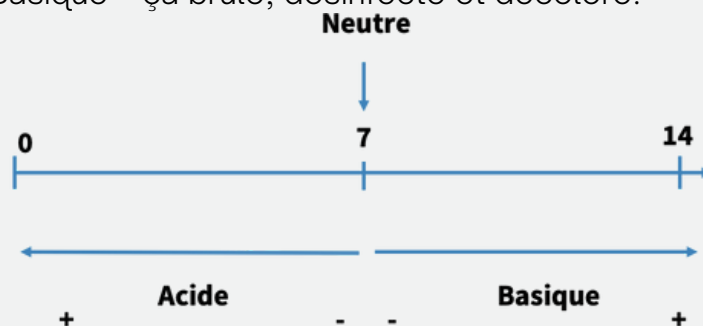 basique - ça brûle, désinfecte et décolore.
Neutre
0 7 14
Acide Basique
+ - - +